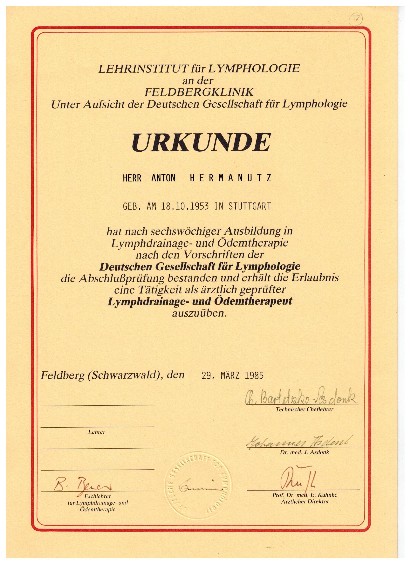 LEHRINSTITUT für LYMPHOLOGIE
an der
FELDBERGKLINIK
Unter Aufsicht der Deutschen Gesellschaft für Lymphologie
URKUNDE
HERR ANTON HERMANUTZ
GEB. AM 18.10.1953 IN STUTTGART
hat nach sechswöchiger Ausbildung in
Lymphdrainage- und Ödemtherapie
nach den Vorschriften der
Deutschen Gesellschaft für Lymphologie
die Abschlußprüfung bestanden und erhält die Erlaubnis
eine Tätigkeit als ärztlich geprüfter
Lymphdrainage- und Ödemtherapeut
auszuüben.
Feldberg (Schwarzwald), den 29. MÄRZ 1985
Technischer Chefleiter
Dr. med. J. Asdonk
Fachlehrer
für Lymphdrainage- und
Ödemtherapie
Prof. Dr. med. E. Kuhnke
Ärztlicher Direktor